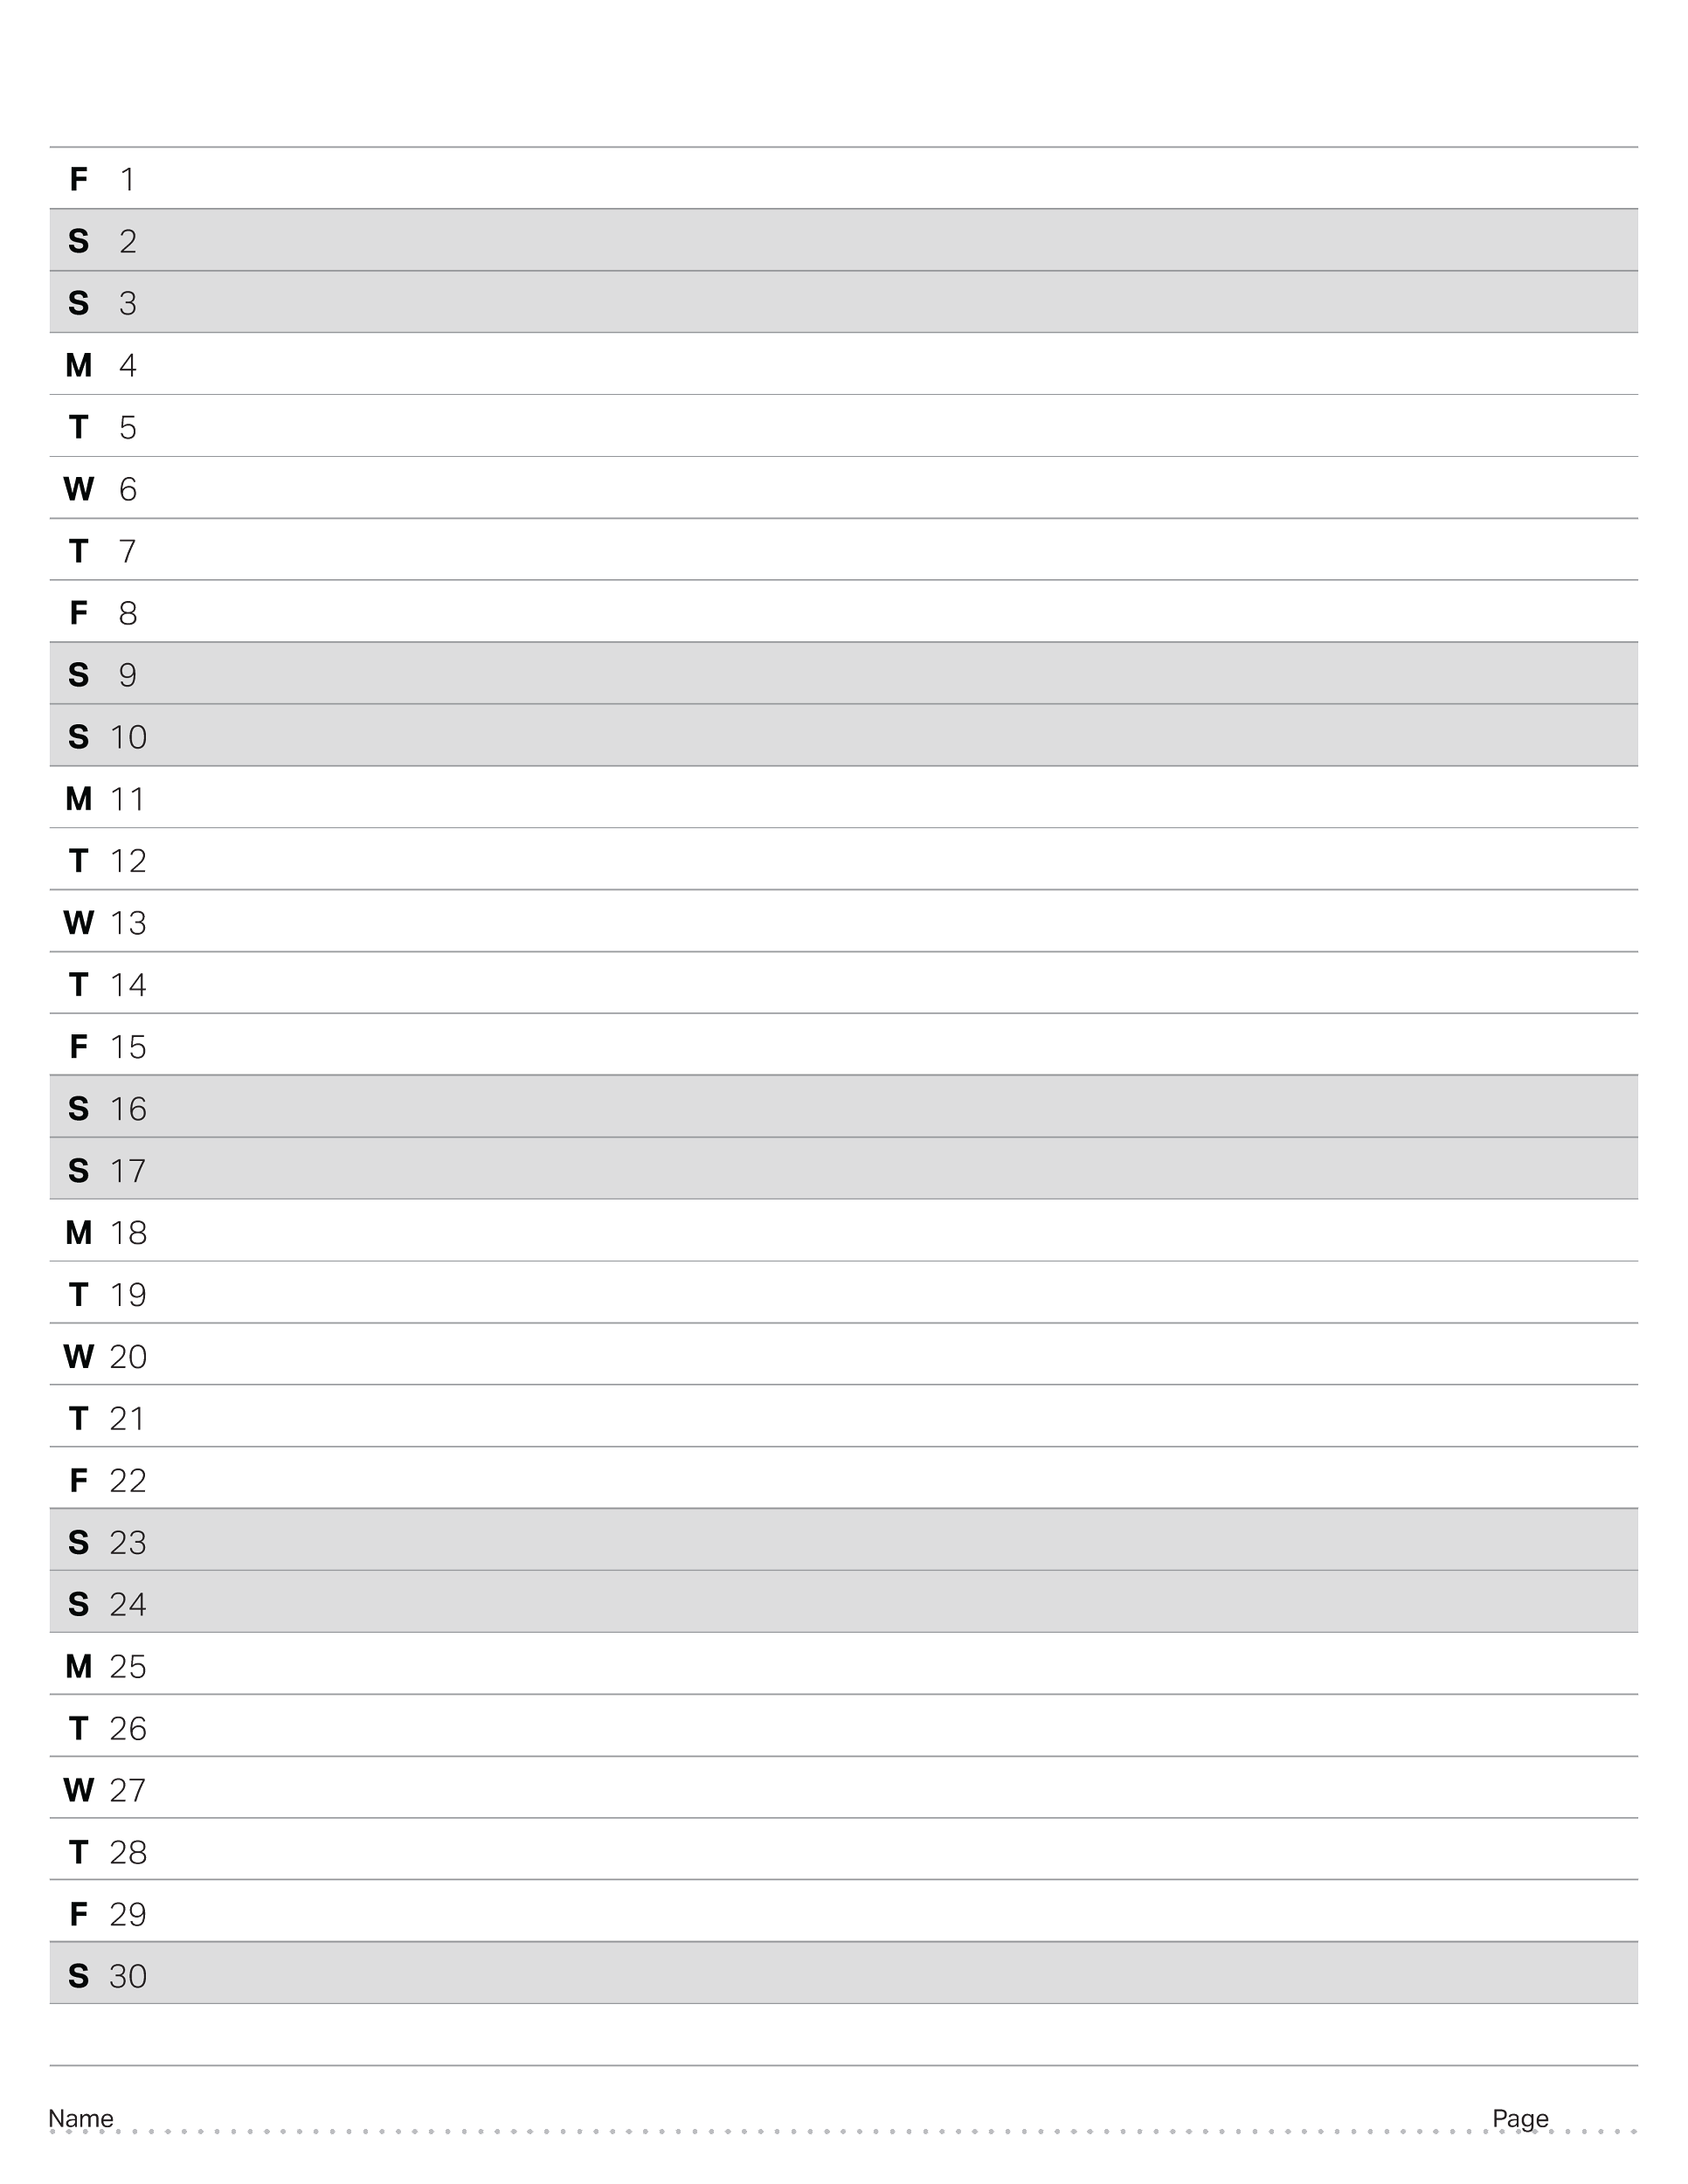 F 1
S 2
S 3
M 4
T 5
W 6
T 7
F 8
S 9
S 10
M 11
T 12
W 13
T 14
F 15
S 16
S 17
M 18
T 19
W 20
T 21
F 22
S 23
S 24
M 25
T 26
W 27
T 28
F 29
S 30
Name Page